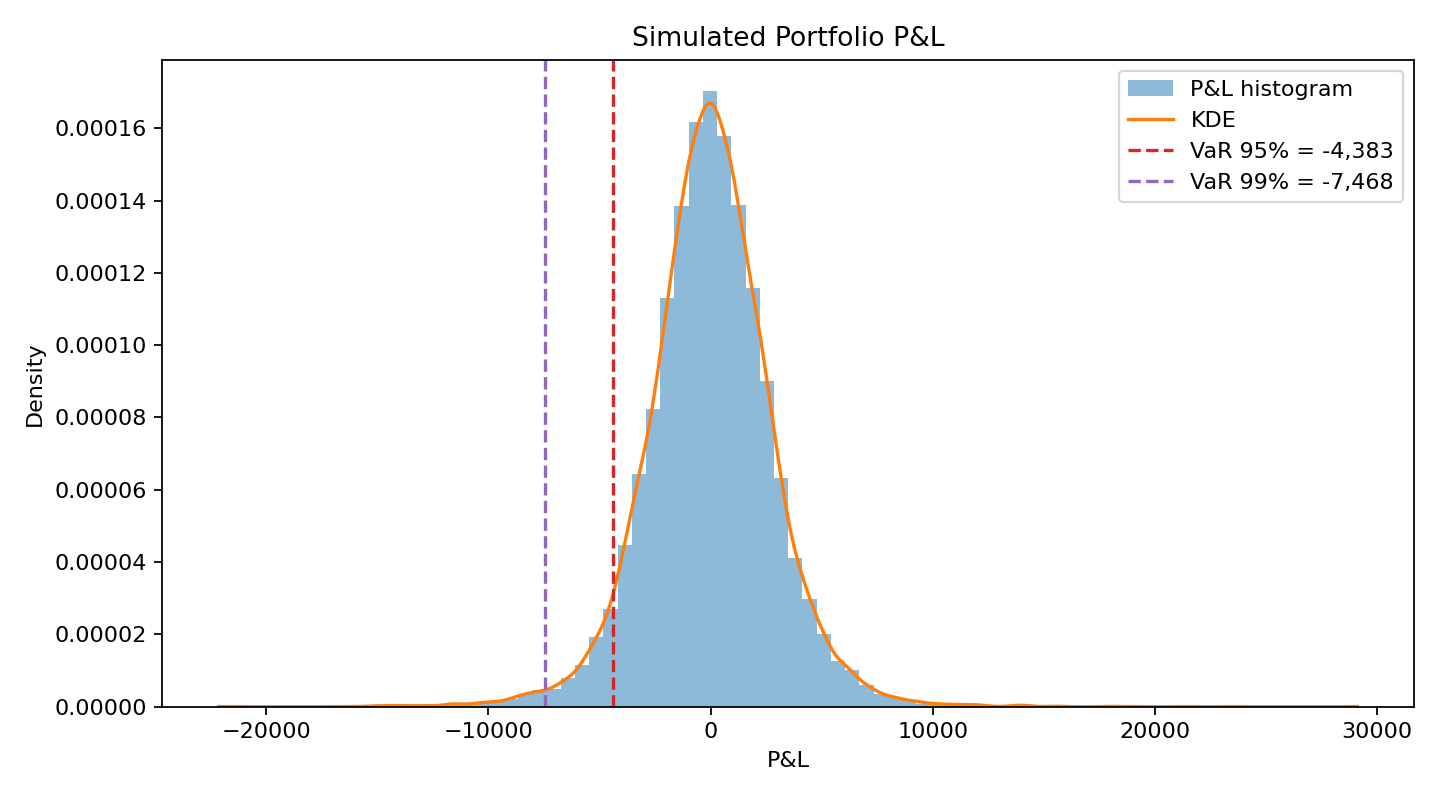 Simulated Portfolio P&L
P&L histogram
KDE
VaR 95% = -4,383
VaR 99% = -7,468
0.00016
0.00014
0.00012
0.00010
0.00008
0.00006
0.00004
0.00002
0.00000
Density
−20000
−10000
0
10000
20000
30000
P&L